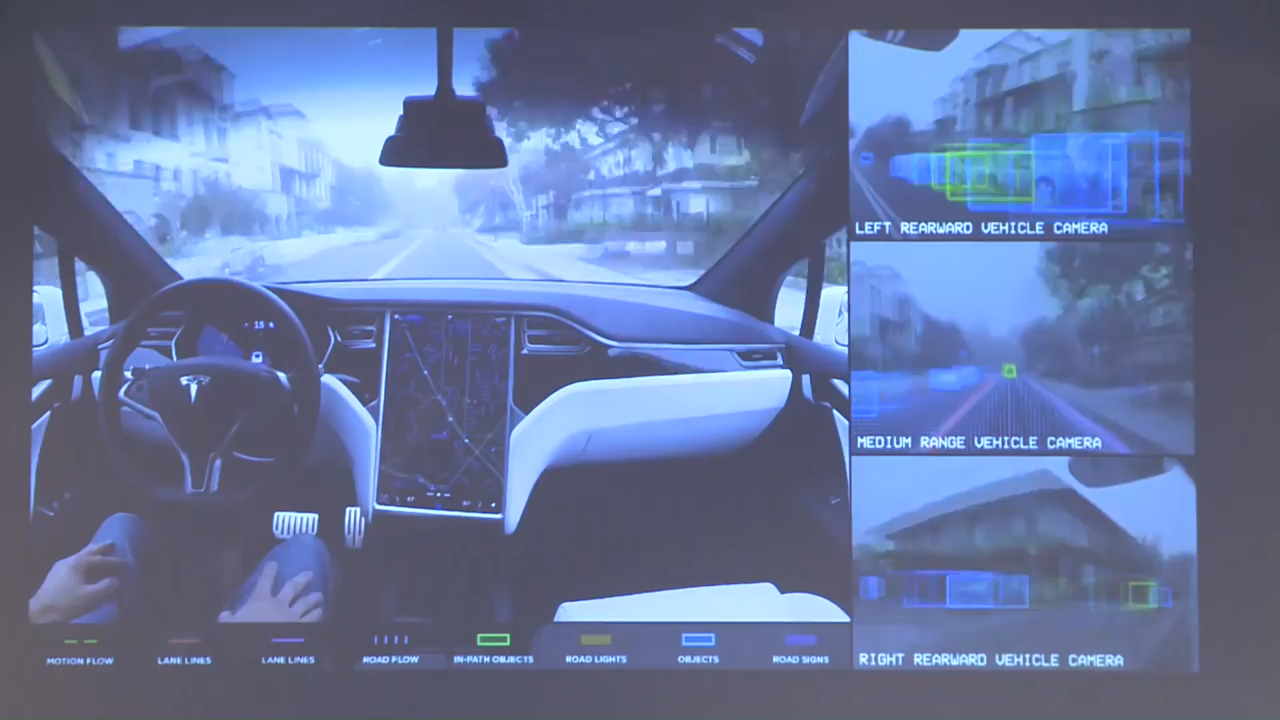 15
LEFT REARWARD VEHICLE CAMERA
MEDIUM RANGE VEHICLE CAMERA
RIGHT REARWARD VEHICLE CAMERA
MOTION FLOW
LANE LINES
LANE LINES
ROAD FLOW
IN-PATH OBJECTS
ROAD LIGHTS
OBJECTS
ROAD SIGNS